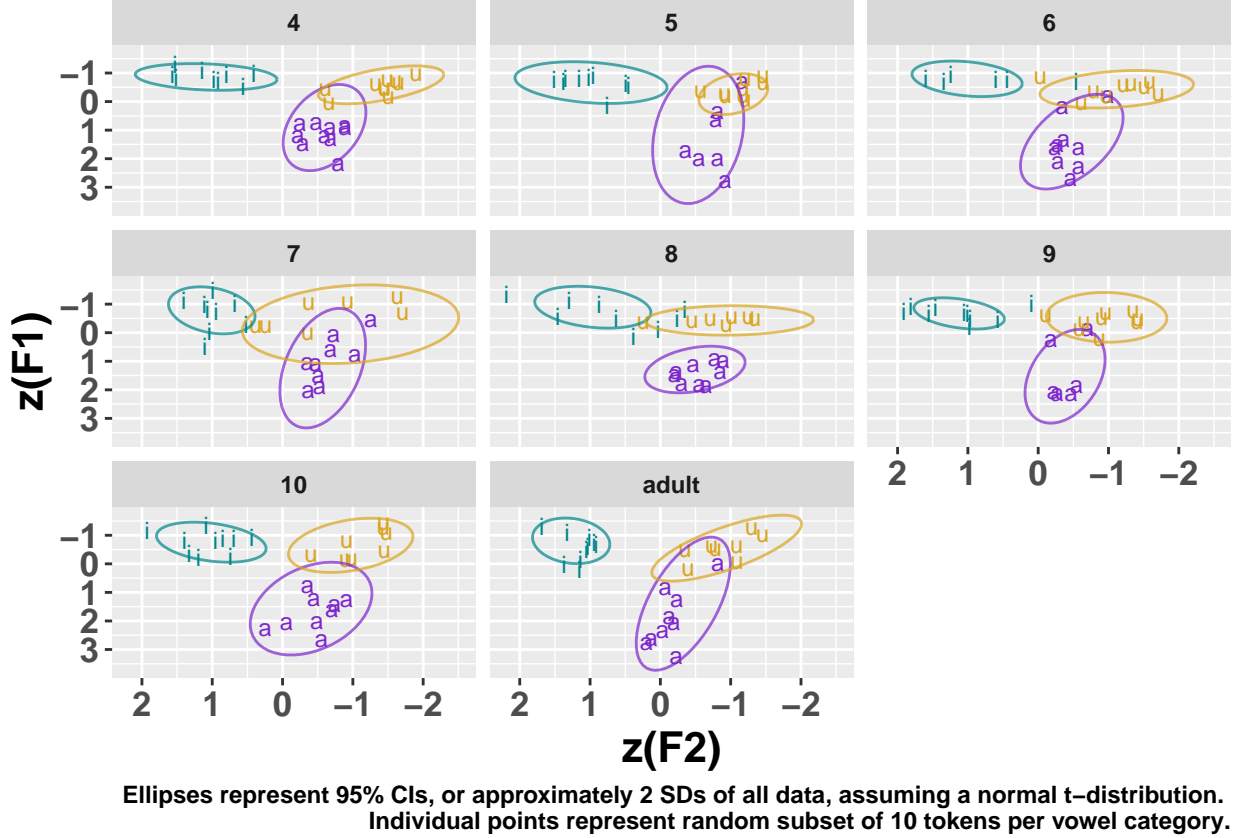 4 5 6
−1
0
1
2
3
7 8 9
−1
0
1
2
3
2 1 0 −1 −2
10 adult
−1
0
1
2
3
2 1 0 −1 −2 2 1 0 −1 −2
z(F1)
z(F2)
Ellipses represent 95% CIs, or approximately 2 SDs of all data, assuming a normal t−distribution.
Individual points represent random subset of 10 tokens per vowel category.